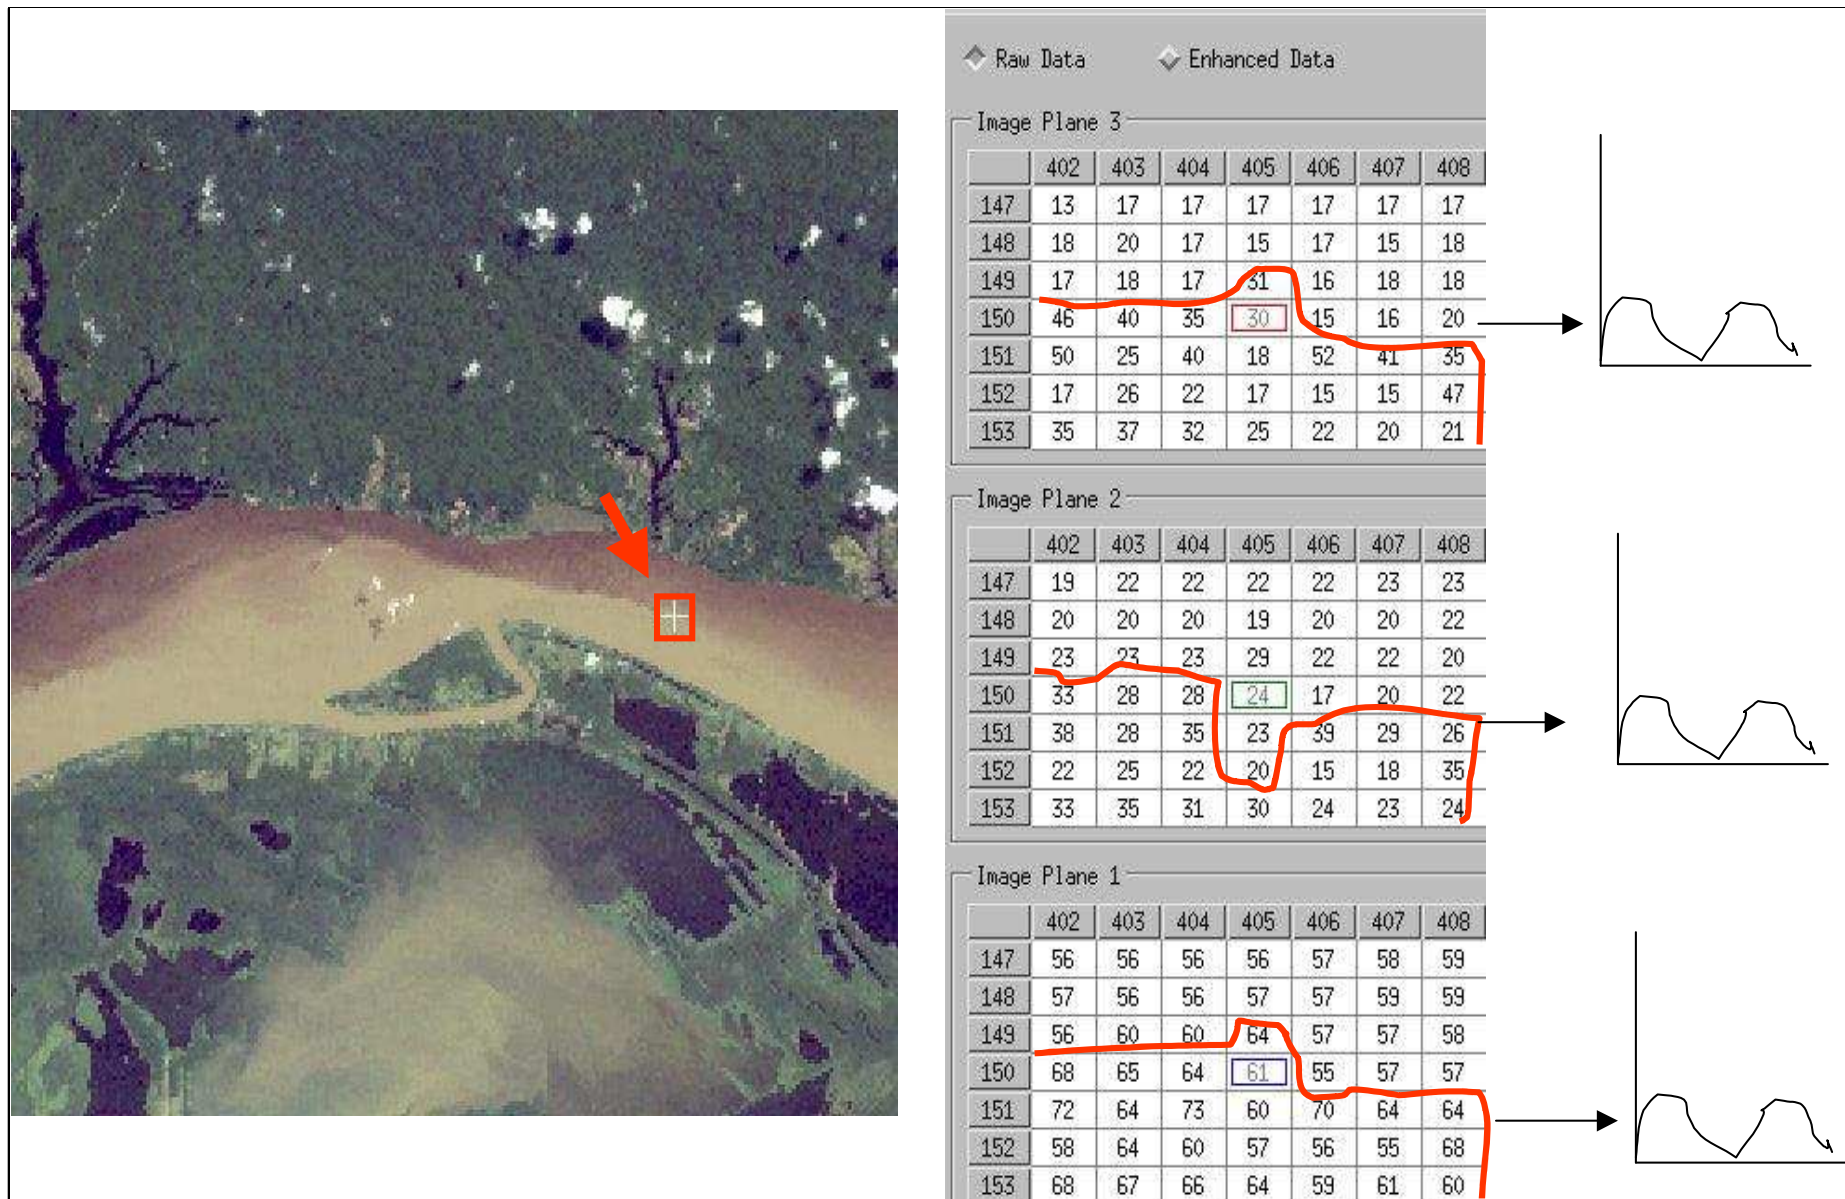 Raw Data Enhanced Data
Image Plane 3
402 403 404 405 406 407 408
147 13 17 17 17 17 17 17
148 18 20 17 15 17 15 18
149 17 18 17 31 16 18 18
150 46 40 35 30 15 16 20
151 50 25 40 18 52 41 35
152 17 26 22 17 15 15 47
153 35 37 32 25 22 20 21
Image Plane 2
402 403 404 405 406 407 408
147 19 22 22 22 22 23 23
148 20 20 20 19 20 20 22
149 23 23 23 29 22 22 20
150 33 28 28 24 17 20 22
151 38 28 35 23 39 29 26
152 22 25 22 20 15 18 35
153 33 35 31 30 24 23 24
Image Plane 1
402 403 404 405 406 407 408
147 56 56 56 56 57 58 59
148 57 56 56 57 57 59 59
149 56 60 60 64 57 57 58
150 68 65 64 61 55 57 57
151 72 64 73 60 70 64 64
152 58 64 60 57 56 55 68
153 68 67 66 64 59 61 60